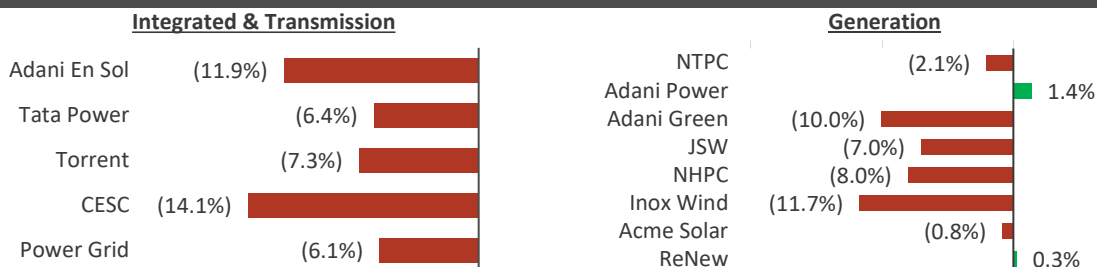 Integrated & Transmission
Adani En Sol (11.9%)
Tata Power (6.4%)
Torrent (7.3%)
CESC (14.1%)
Power Grid (6.1%)
Generation
NTPC (2.1%)
Adani Power 1.4%
Adani Green (10.0%)
JSW (7.0%)
NHPC (8.0%)
Inox Wind (11.7%)
Acme Solar (0.8%)
ReNew 0.3%